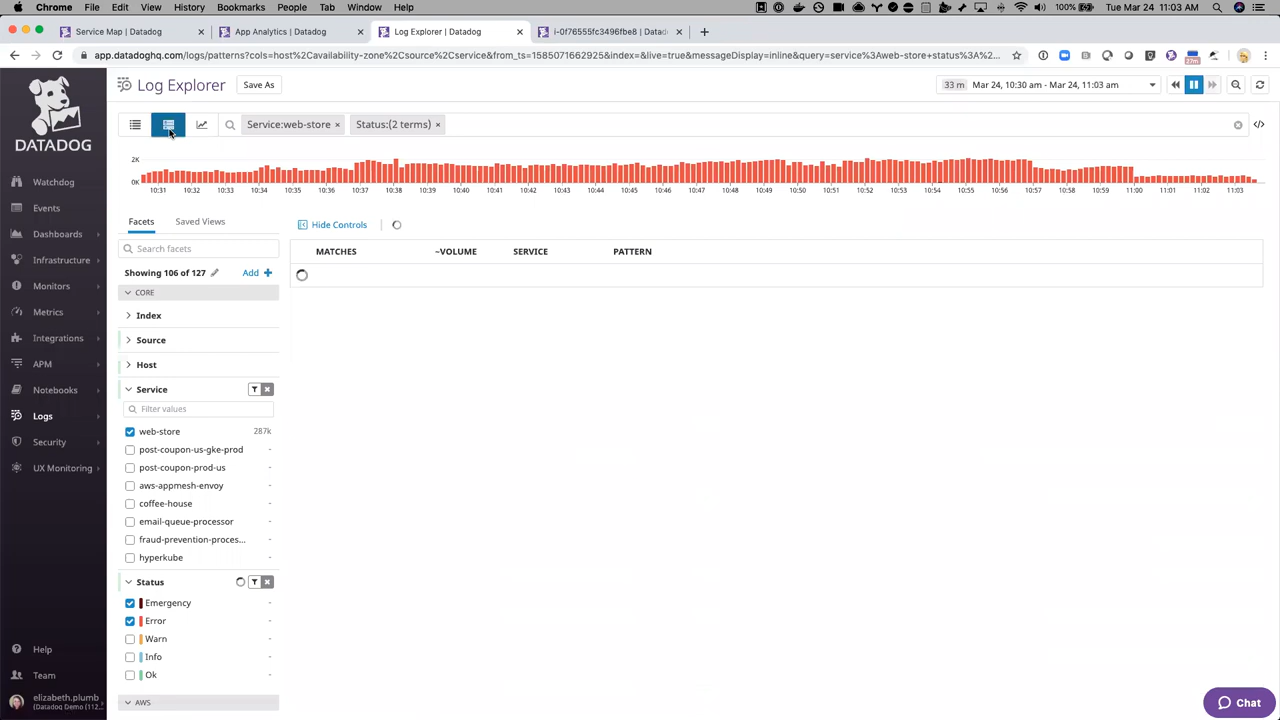 Chrome File Edit View History Bookmarks People Tab Window Help 100% Tue Mar 24 11:03 AM
Service Map | Datadog × App Analytics | Datadog × Log Explorer | Datadog × i-0f76555fc3496fbe8 | Datad ×
app.datadoghq.com/logs/patterns?cols=host%2Cavailability-zone%2Csource%2Cservice&from_ts=1585071662925&index=&live=true&messageDisplay=inline&query=service%3Aweb-store+status%3A%2...
DATADOG
Watchdog
Events
Dashboards
Infrastructure
Monitors
Metrics
Integrations
APM
Notebooks
Logs
Security
UX Monitoring
Help
Team
elizabeth.plumb
(Datadog Demo (112...
Log Explorer Save As 33 m Mar 24, 10:30 am - Mar 24, 11:03 am
Service:web-store × Status:(2 terms) ×
2K
0K
10:31 10:32 10:33 10:34 10:35 10:36 10:37 10:38 10:39 10:40 10:41 10:42 10:43 10:44 10:45 10:46 10:47 10:48 10:49 10:50 10:51 10:52 10:53 10:54 10:55 10:56 10:57 10:58 10:59 11:00 11:01 11:02 11:03
Facets Saved Views
Search facets
Showing 106 of 127 Add +
CORE
Index
Source
Host
Service
Filter values
web-store 287k
post-coupon-us-gke-prod -
post-coupon-prod-us -
aws-appmesh-envoy -
coffee-house -
email-queue-processor -
fraud-prevention-proces... -
hyperkube -
Status
Emergency -
Error -
Warn -
Info -
Ok -
AWS
Hide Controls
MATCHES VOLUME SERVICE PATTERN
Chat